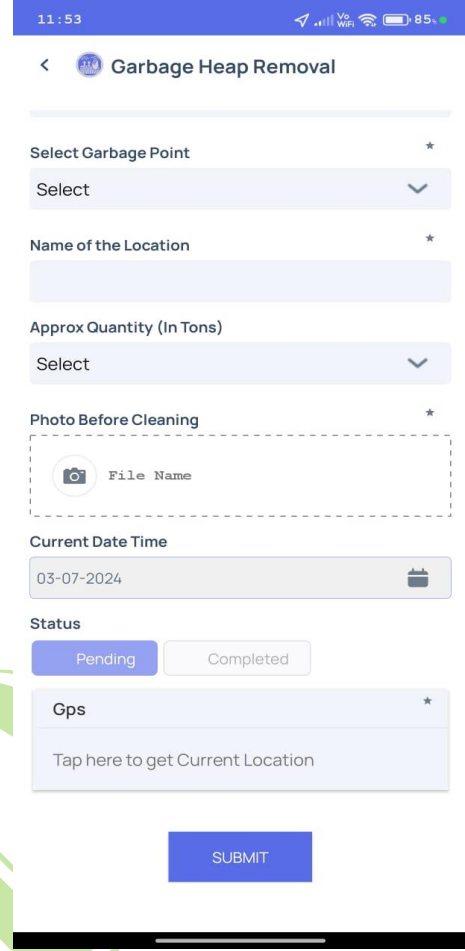 11:53
Vo
WiFi
85
Garbage Heap Removal
Select Garbage Point
Select
Name of the Location
Approx Quantity (In Tons)
Select
Photo Before Cleaning
File Name
Current Date Time
03-07-2024
Status
Pending Completed
Gps
Tap here to get Current Location
SUBMIT